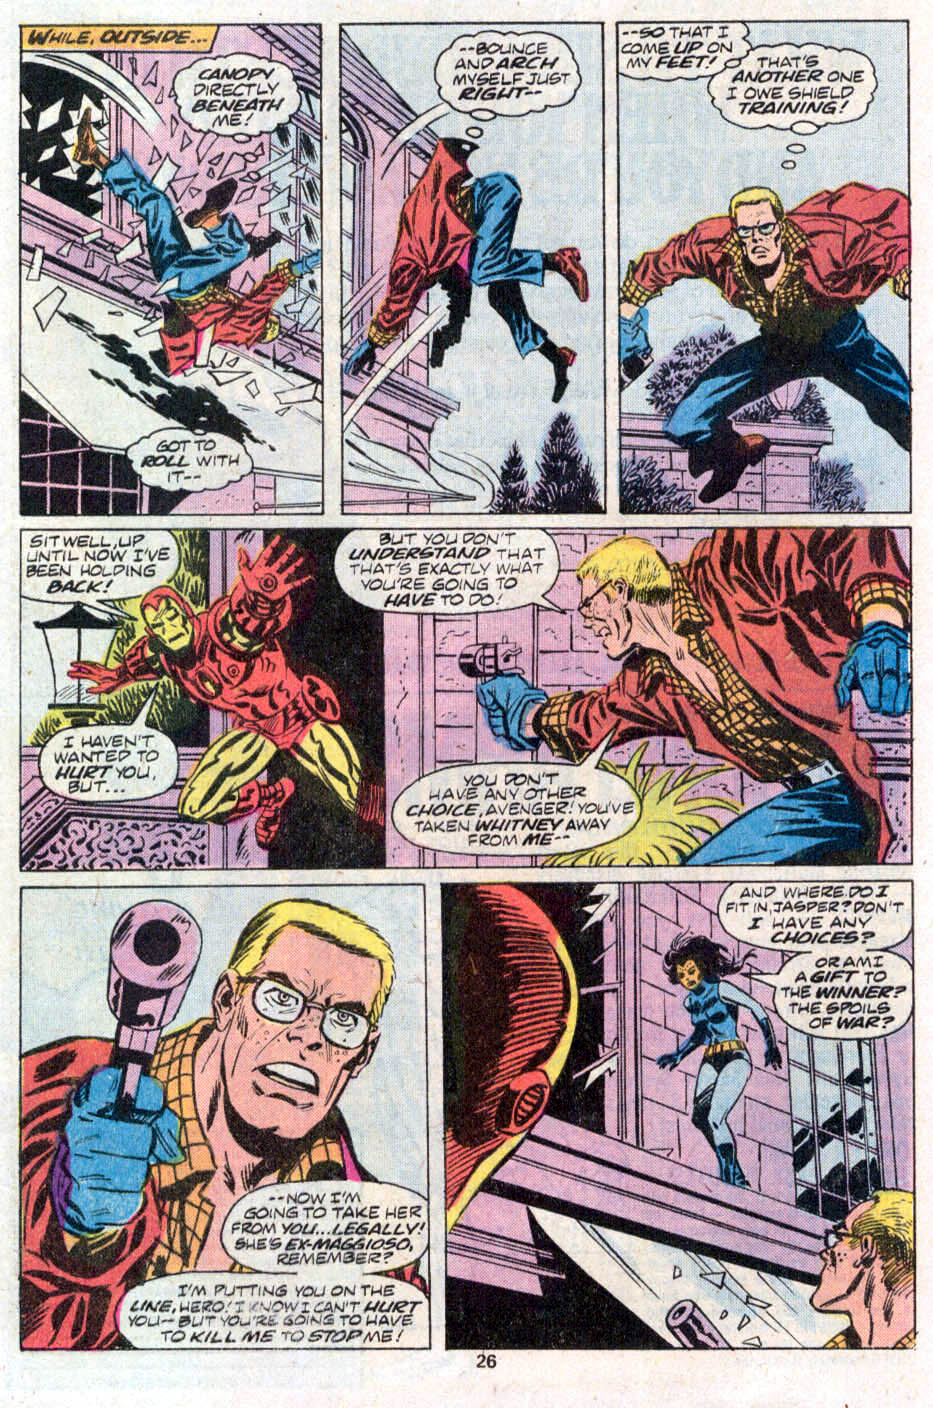 WHILE, OUTSIDE...
CANOPY
DIRECTLY
BENEATH
ME!
GOT TO
ROLL WITH
IT--
--BOUNCE
AND ARCH
MYSELF JUST
RIGHT--
--SO THAT I
COME UP ON
MY FEET!
THAT'S
ANOTHER ONE
I OWE SHIELD
TRAINING!
SITWELL, UP
UNTIL NOW I'VE
BEEN HOLDING
BACK!
I HAVEN'T
WANTED TO
HURT YOU,
BUT...
BUT YOU DON'T
UNDERSTAND THAT
THAT'S EXACTLY WHAT
YOU'RE GOING TO
HAVE TO DO!
YOU DON'T
HAVE ANY OTHER
CHOICE, AVENGER! YOU'VE
TAKEN WHITNEY AWAY
FROM ME--
--NOW I'M
GOING TO TAKE HER
FROM YOU...LEGALLY!
SHE'S EX-MAGGIOSO,
REMEMBER?
I'M PUTTING YOU ON THE
LINE, HERO! I KNOW I CAN'T HURT
YOU--BUT YOU'RE GOING TO HAVE
TO KILL ME TO STOP ME!
AND WHERE DO I
FIT IN, JASPER? DON'T
I HAVE ANY
CHOICES?
OR AM I
A GIFT TO
THE WINNER?
THE SPOILS
OF WAR?
26